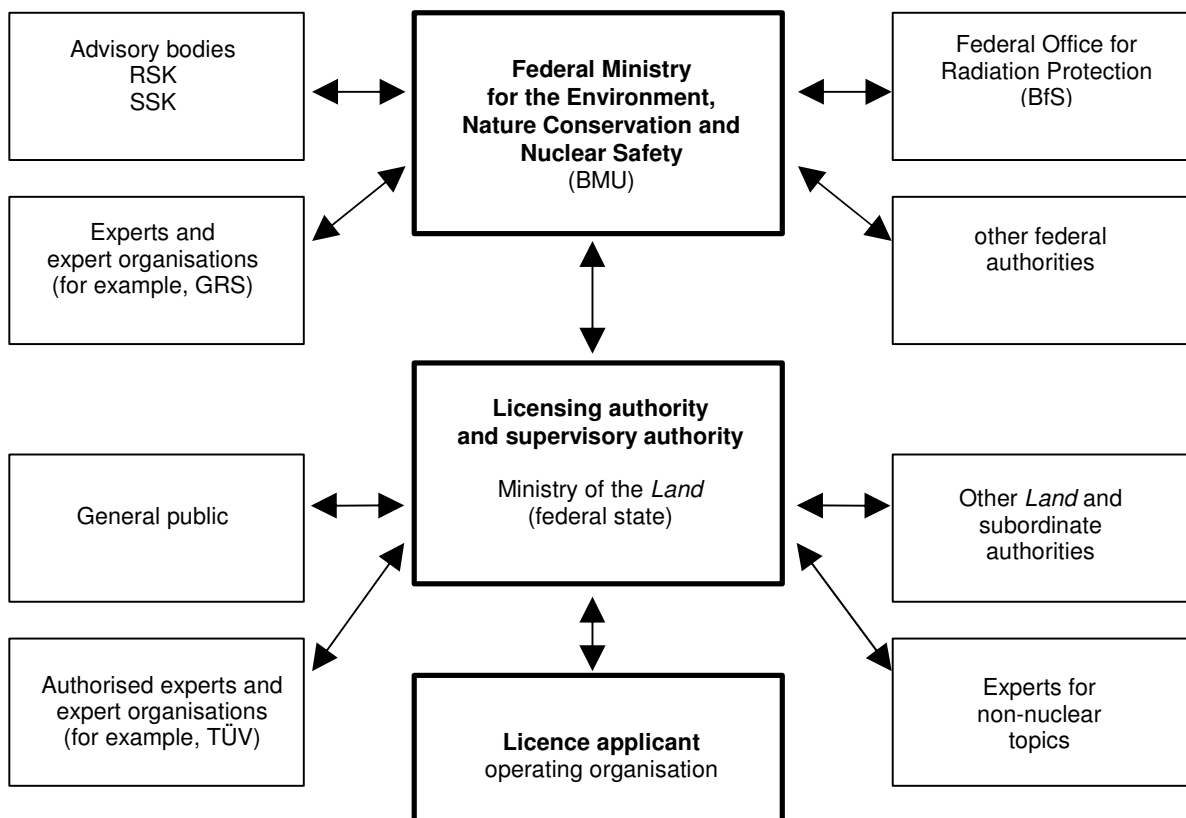 Advisory bodies
RSK
SSK
Federal Ministry
for the Environment,
Nature Conservation and
Nuclear Safety
(BMU)
Federal Office for
Radiation Protection
(BfS)
Experts and
expert organisations
(for example, GRS)
other federal
authorities
Licensing authority
and supervisory authority
Ministry of the Land
(federal state)
General public
Other Land and
subordinate
authorities
Authorised experts and
expert organisations
(for example, TÜV)
Licence applicant
operating organisation
Experts for
non-nuclear
topics